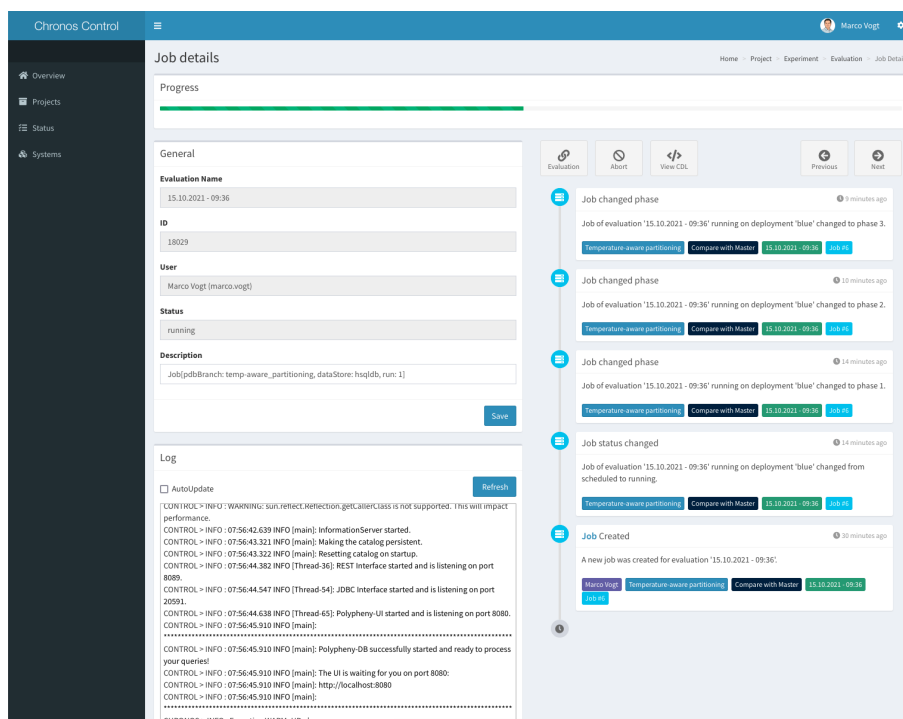 Chronos Control
Marco Vogt
Overview
Projects
Status
Systems
Job details
Home > Project > Experiment > Evaluation > Job Detai
Progress
General
Evaluation Name
15.10.2021 - 09:36
ID
18029
User
Marco Vogt (marco.vogt)
Status
running
Description
Job[pdbBranch: temp-aware_partitioning, dataStore: hsqldb, run: 1]
Save
Log
AutoUpdate
Refresh
CONTROL > INFO : WARNING: sun.reflect.Reflection.getCallerClass is not supported. This will impact
performance.
CONTROL > INFO : 07:56:42.639 INFO [main]: InformationServer started.
CONTROL > INFO : 07:56:43.321 INFO [main]: Making the catalog persistent.
CONTROL > INFO : 07:56:43.322 INFO [main]: Resetting catalog on startup.
CONTROL > INFO : 07:56:44.382 INFO [Thread-36]: REST Interface started and is listening on port
8089.
CONTROL > INFO : 07:56:44.547 INFO [Thread-54]: JDBC Interface started and is listening on port
20591.
CONTROL > INFO : 07:56:44.638 INFO [Thread-65]: Polypheny-UI started and is listening on port 8080.
CONTROL > INFO : 07:56:45.910 INFO [main]:
CONTROL > INFO : 07:56:45.910 INFO [main]: Polypheny-DB successfully started and ready to process
your queries!
CONTROL > INFO : 07:56:45.910 INFO [main]: The UI is waiting for you on port 8080:
CONTROL > INFO : 07:56:45.910 INFO [main]: http://localhost:8080
CONTROL > INFO : 07:56:45.910 INFO [main]:
Evaluation Abort View CDL Previous Next
Job changed phase 9 minutes ago
Job of evaluation '15.10.2021 - 09:36' running on deployment 'blue' changed to phase 3.
Temperature-aware partitioning Compare with Master 15.10.2021 - 09:36 Job #6
Job changed phase 10 minutes ago
Job of evaluation '15.10.2021 - 09:36' running on deployment 'blue' changed to phase 2.
Temperature-aware partitioning Compare with Master 15.10.2021 - 09:36 Job #6
Job changed phase 14 minutes ago
Job of evaluation '15.10.2021 - 09:36' running on deployment 'blue' changed to phase 1.
Temperature-aware partitioning Compare with Master 15.10.2021 - 09:36 Job #6
Job status changed 14 minutes ago
Job of evaluation '15.10.2021 - 09:36' running on deployment 'blue' changed from
scheduled to running.
Temperature-aware partitioning Compare with Master 15.10.2021 - 09:36 Job #6
Job Created 30 minutes ago
A new job was created for evaluation '15.10.2021 - 09:36'.
Marco Vogt Temperature-aware partitioning Compare with Master 15.10.2021 - 09:36
Job #6